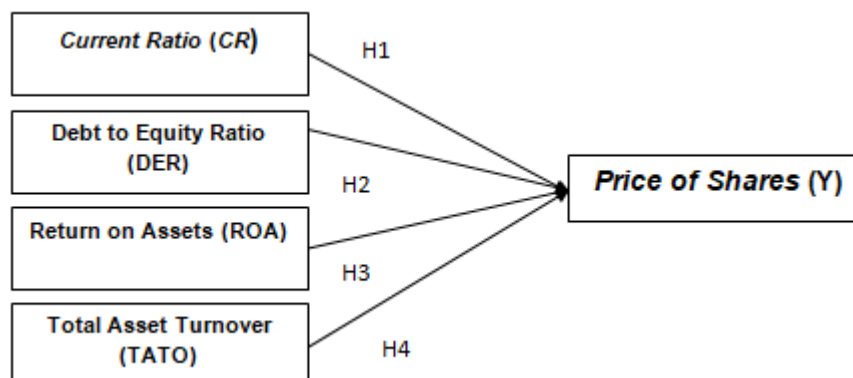 Current Ratio (CR)
H1
Debt to Equity Ratio
(DER)
H2
Price of Shares (Y)
Return on Assets (ROA)
H3
Total Asset Turnover
(TATO)
H4